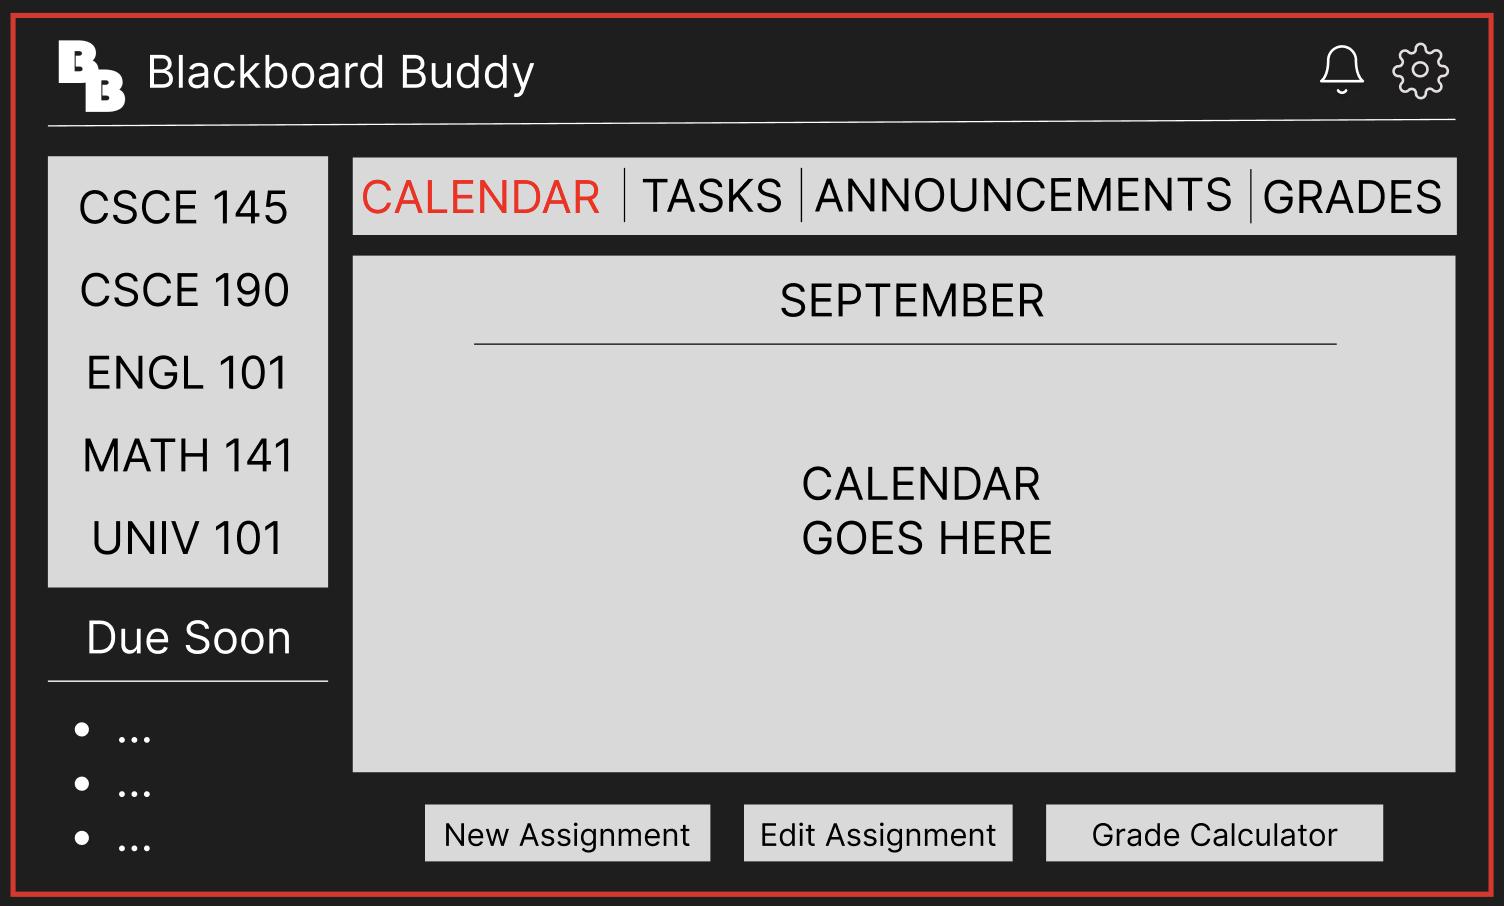 BB Blackboard Buddy
CSCE 145
CSCE 190
ENGL 101
MATH 141
UNIV 101
Due Soon
• ...
• ...
• ...
CALENDAR | TASKS | ANNOUNCEMENTS | GRADES
SEPTEMBER
CALENDAR
GOES HERE
New Assignment
Edit Assignment
Grade Calculator